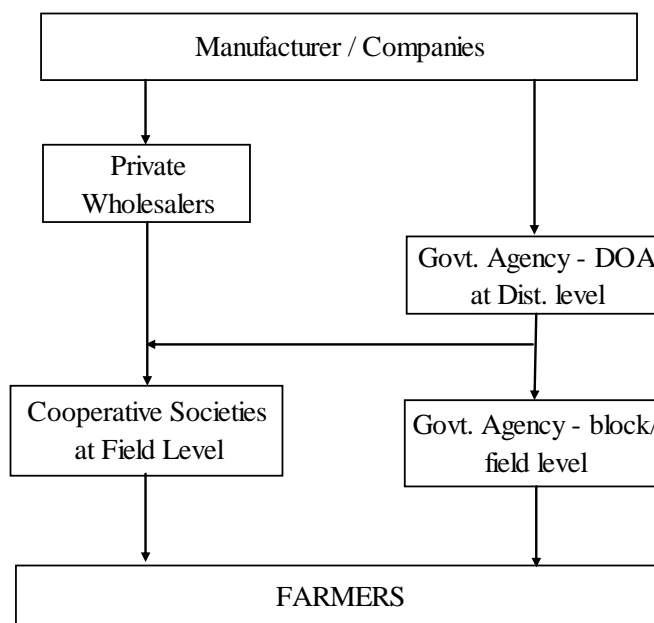 Manufacturer / Companies
Private
Wholesalers
Govt. Agency - DOA
at Dist. level
Cooperative Societies
at Field Level
Govt. Agency - block/
field level
FARMERS